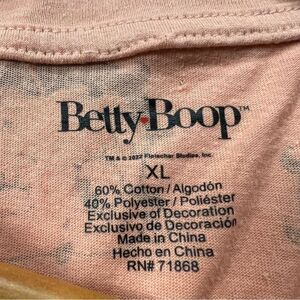 Betty Boop™
TM & © 2022 Fleischer Studios, Inc.
XL
60% Cotton / Algodón
40% Polyester / Poliéster
Exclusive of Decoration
Exclusivo de Decoración
Made in China
Hecho en China
RN# 71868